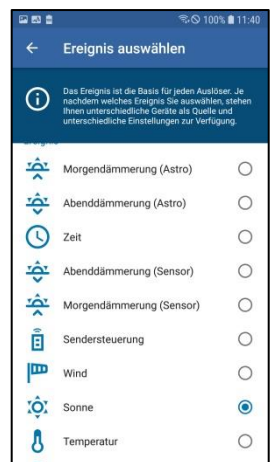 100% 11:40
Ereignis auswählen
Das Ereignis ist die Basis für jeden Auslöser. Je
nachdem welches Ereignis Sie auswählen, stehen
Ihnen unterschiedliche Geräte als Quelle und
unterschiedliche Einstellungen zur Verfügung.
Morgendämmerung (Astro)
Abenddämmerung (Astro)
Zeit
Abenddämmerung (Sensor)
Morgendämmerung (Sensor)
Sendersteuerung
Wind
Sonne
Temperatur